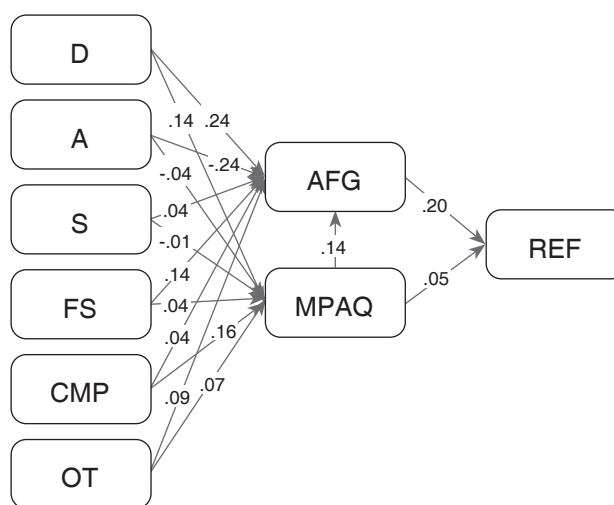 D
.14 .24
A
-.24
-.04
AFG
S
.04
.20
-.01
REF
.14
.14
FS
.04
MPAQ
.05
.04
.16
CMP
.09 .07
OT